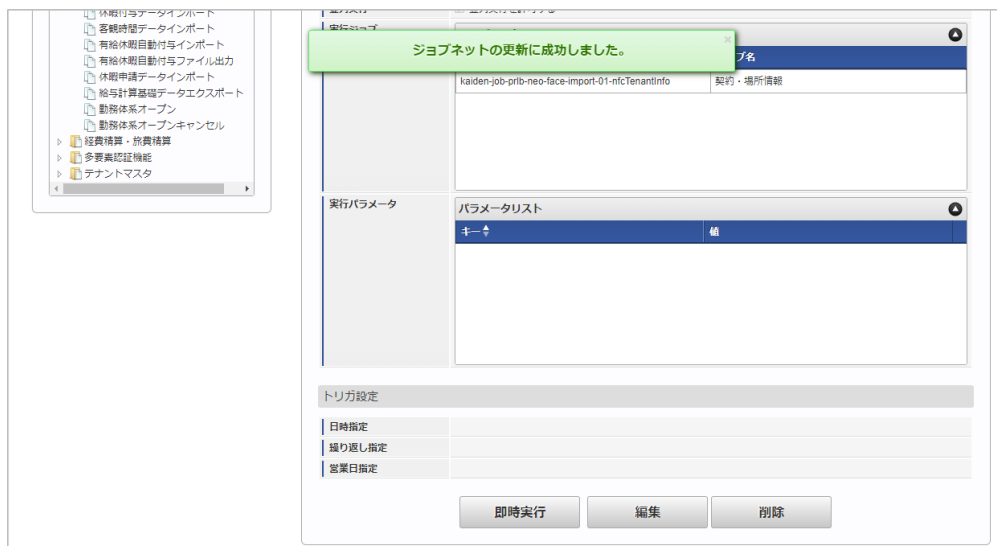 休暇付与データインポート
客観時間データインポート
有給休暇自動付与インポート
有給休暇自動付与ファイル出力
休暇申請データインポート
給与計算基礎データエクスポート
勤務体系オープン
勤務体系オープンキャンセル
経費精算・旅費精算
多要素認証機能
テナントマスタ
実行ジョブ
ジョブネットの更新に成功しました。
×
ブ名
kaiden-job-prlb-neo-face-import-01-nfcTenantInfo
契約・場所情報
実行パラメータ
パラメータリスト
キー
値
トリガ設定
日時指定
繰り返し指定
営業日指定
即時実行
編集
削除